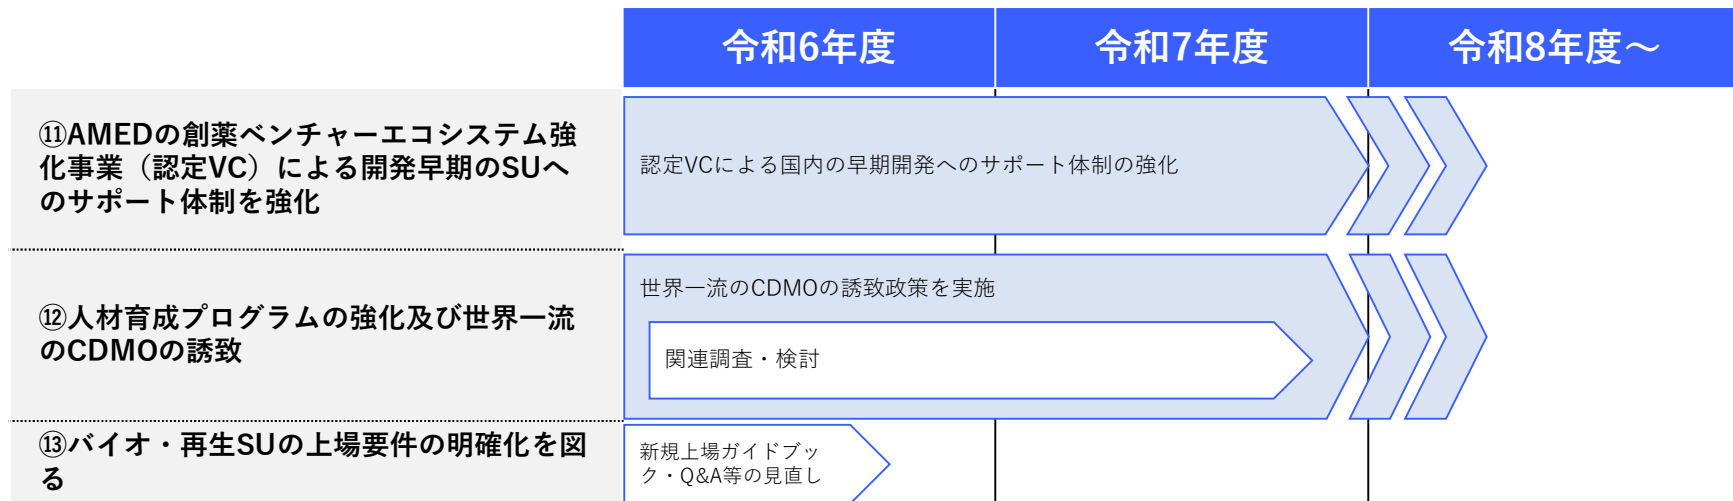 令和6年度
令和7年度
令和8年度～
⑪AMEDの創薬ベンチャーエコシステム強
化事業（認定VC）による開発早期のSUへ
のサポート体制を強化
認定VCによる国内の早期開発へのサポート体制の強化
⑫人材育成プログラムの強化及び世界一流
のCDMOの誘致
世界一流のCDMOの誘致政策を実施
関連調査・検討
⑬バイオ・再生SUの上場要件の明確化を図
る
新規上場ガイドブッ
ク・Q&A等の見直し